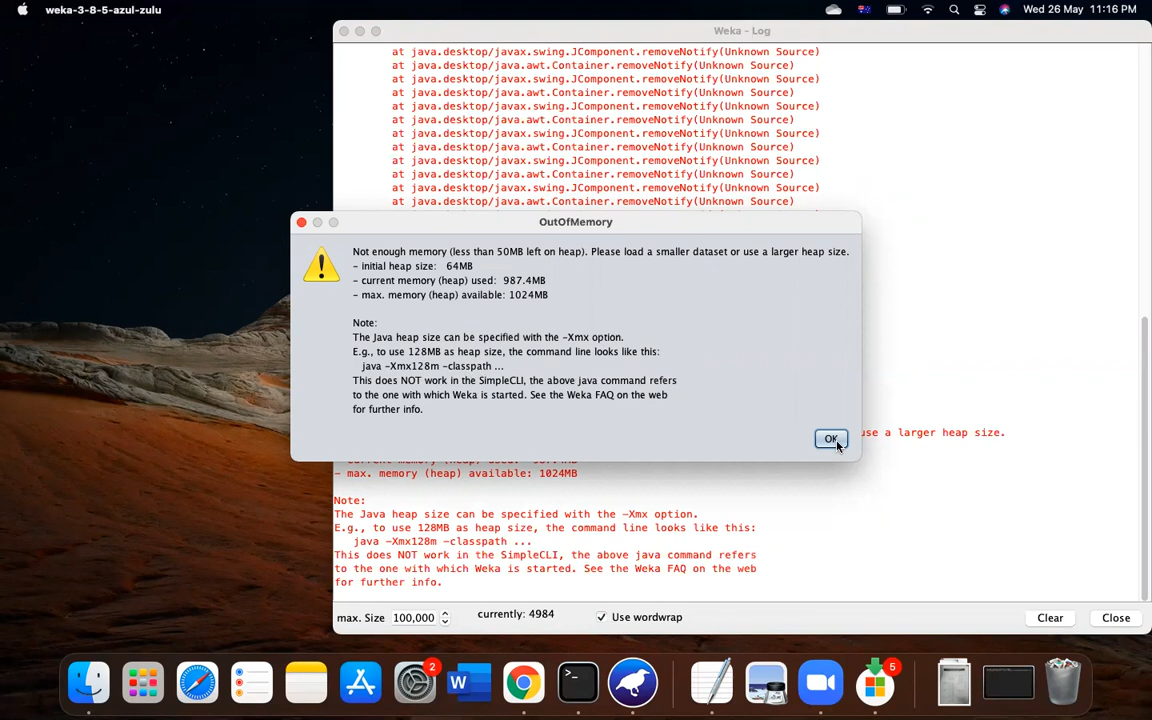 weka-3-8-5-azul-zulu
Wed 26 May 11:16 PM
Weka - Log
at java.desktop/javax.swing.JComponent.removeNotify(Unknown Source)
at java.desktop/java.awt.Container.removeNotify(Unknown Source)
at java.desktop/javax.swing.JComponent.removeNotify(Unknown Source)
at java.desktop/java.awt.Container.removeNotify(Unknown Source)
at java.desktop/javax.swing.JComponent.removeNotify(Unknown Source)
at java.desktop/java.awt.Container.removeNotify(Unknown Source)
at java.desktop/javax.swing.JComponent.removeNotify(Unknown Source)
at java.desktop/java.awt.Container.removeNotify(Unknown Source)
at java.desktop/javax.swing.JComponent.removeNotify(Unknown Source)
at java.desktop/java.awt.Container.removeNotify(Unknown Source)
at java.desktop/javax.swing.JComponent.removeNotify(Unknown Source)
at java.desktop/java.awt.Container.removeNotify(Unknown Source)
OutOfMemory
Not enough memory (less than 50MB left on heap). Please load a smaller dataset or use a larger heap size.
- initial heap size: 64MB
- current memory (heap) used: 987.4MB
- max. memory (heap) available: 1024MB
Note:
The Java heap size can be specified with the -Xmx option.
E.g., to use 128MB as heap size, the command line looks like this:
java -Xmx128m -classpath ...
This does NOT work in the SimpleCLI, the above java command refers
to the one with which Weka is started. See the Weka FAQ on the web
for further info.
OK
use a larger heap size.
- current memory (heap) used: 987.4MB
- max. memory (heap) available: 1024MB
Note:
The Java heap size can be specified with the -Xmx option.
E.g., to use 128MB as heap size, the command line looks like this:
java -Xmx128m -classpath ...
This does NOT work in the SimpleCLI, the above java command refers
to the one with which Weka is started. See the Weka FAQ on the web
for further info.
max. Size 100,000 currently: 4984 Use wordwrap Clear Close
2
W
>_
5